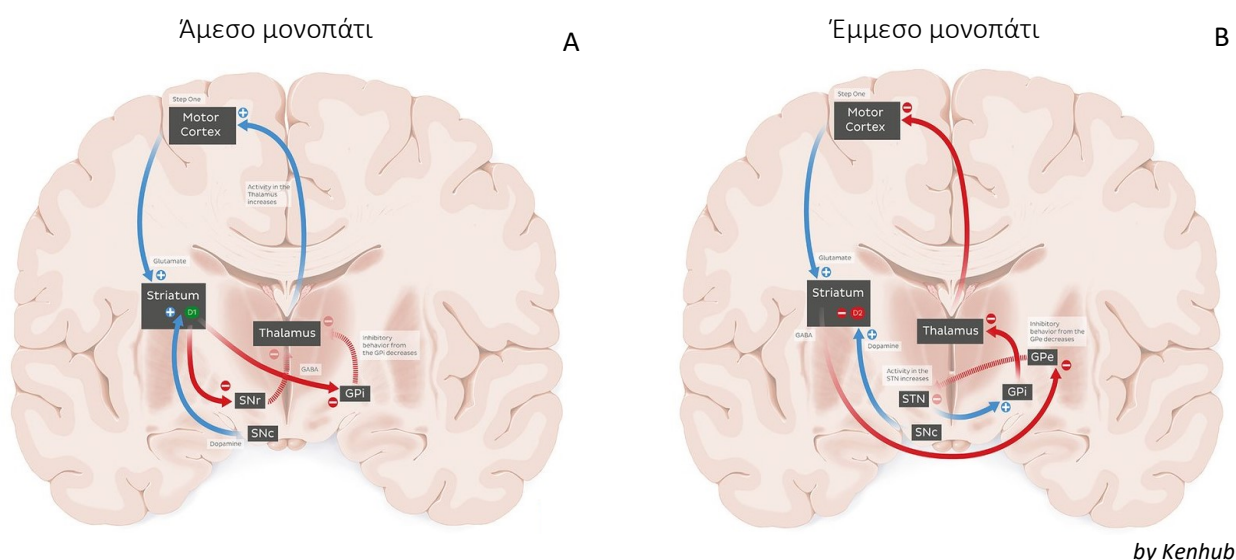 Άμεσο μονοπάτι
A
Step One
Motor
Cortex
+
Activity in the
Thalamus
increases
Glutamate
+
Striatum
+ D1
Thalamus
−
−
Inhibitory
behavior from
the GPi decreases
GABA
−
SNr
−
GPi
SNc
Dopamine
Έμμεσο μονοπάτι
B
Step One
Motor
Cortex
−
Glutamate
+
Striatum
− D2
GABA
+
Dopamine
Thalamus
−
Inhibitory
behavior from the
GPe decreases
GPe
−
Activity in the
STN increases
STN
−
GPi
+
SNc
by Kenhub